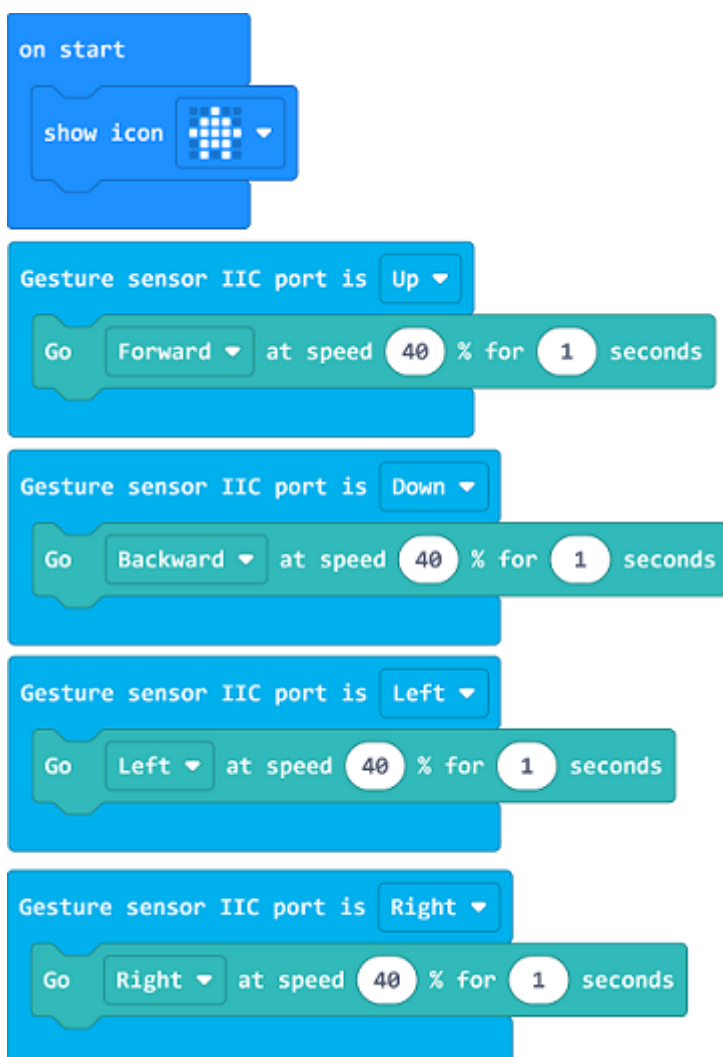 on start
show icon
Gesture sensor IIC port is Up
Go Forward at speed 40 % for 1 seconds
Gesture sensor IIC port is Down
Go Backward at speed 40 % for 1 seconds
Gesture sensor IIC port is Left
Go Left at speed 40 % for 1 seconds
Gesture sensor IIC port is Right
Go Right at speed 40 % for 1 seconds